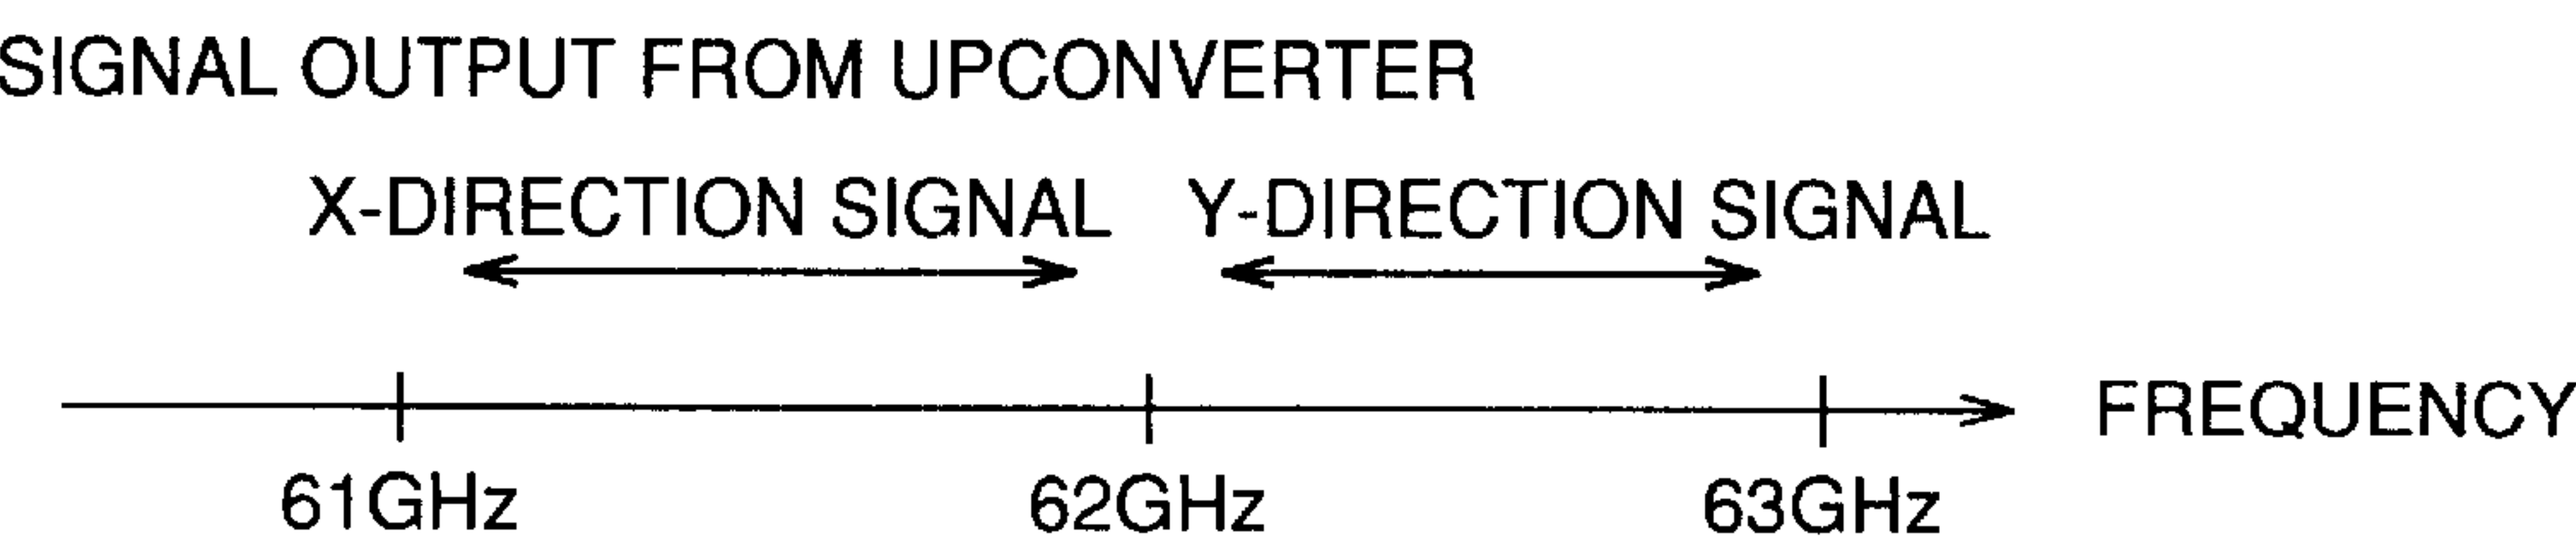 SIGNAL OUTPUT FROM UPCONVERTER
X-DIRECTION SIGNAL Y-DIRECTION SIGNAL
FREQUENCY
61GHz 62GHz 63GHz